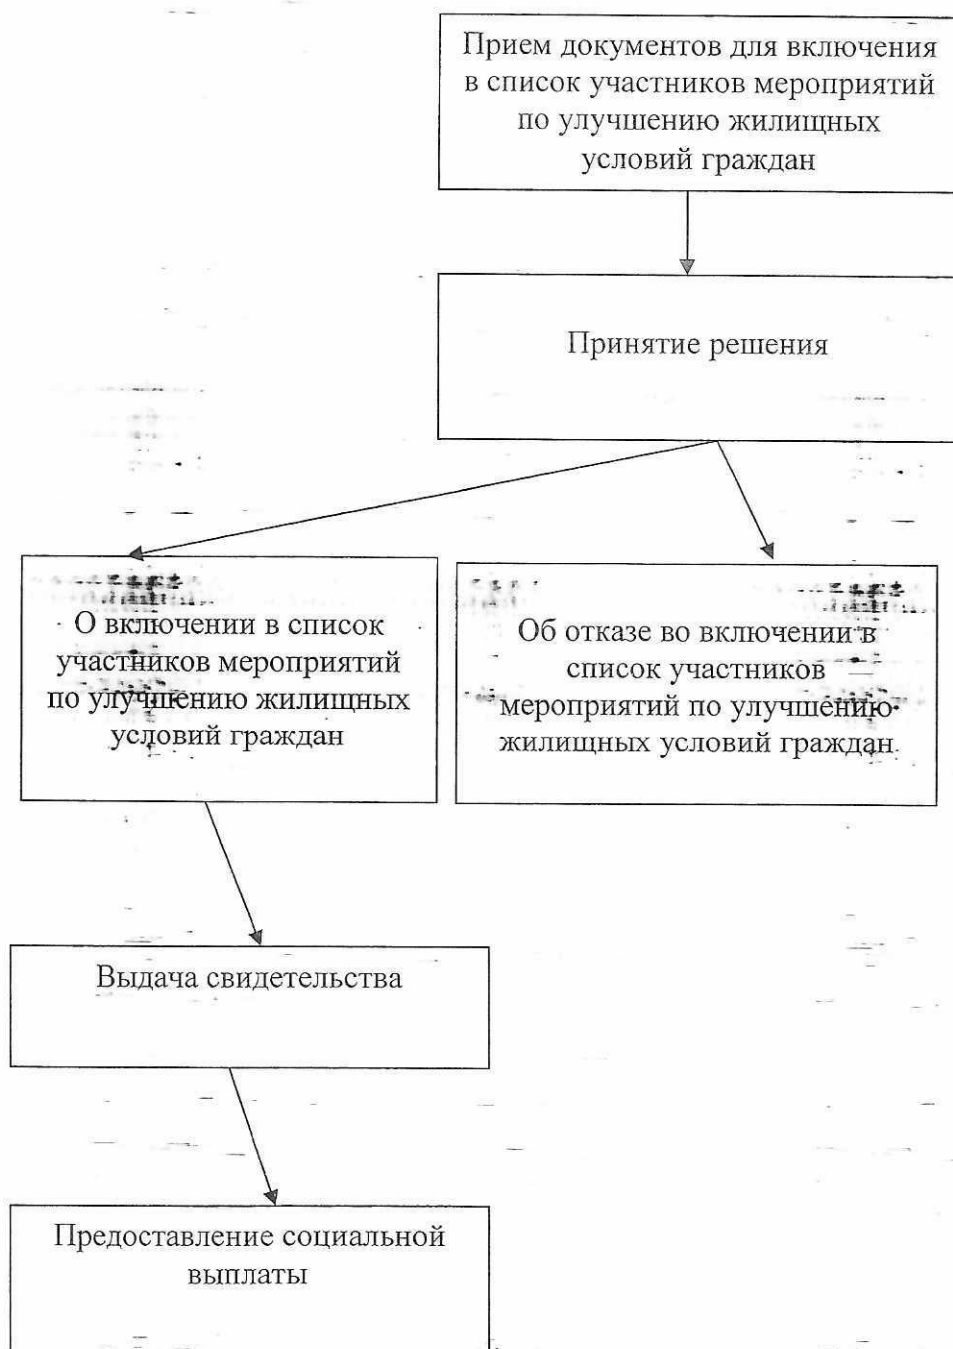 Прием документов для включения
в список участников мероприятий
по улучшению жилищных
условий граждан
Принятие решения
О включении в список
участников мероприятий
по улучшению жилищных
условий граждан
Об отказе во включении в
список участников
мероприятий по улучшению
жилищных условий граждан
Выдача свидетельства
Предоставление социальной
выплаты